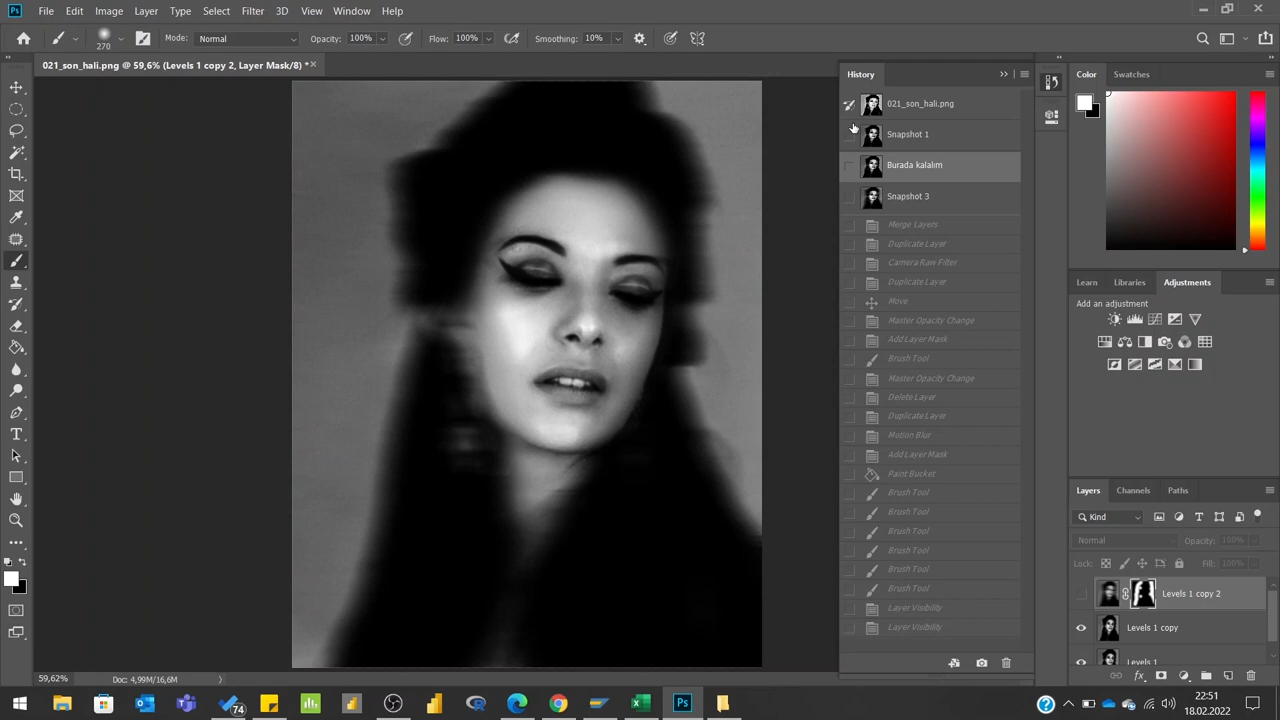 Ps File Edit Image Layer Type Select Filter 3D View Window Help
270 Mode: Normal Opacity: 100% Flow: 100% Smoothing: 10%
021_son_hali.png @ 59,6% (Levels 1 copy 2, Layer Mask/8) *
History
021_son_hali.png
Snapshot 1
Burada kalalım
Snapshot 3
Merge Layers
Duplicate Layer
Camera Raw Filter
Duplicate Layer
Move
Master Opacity Change
Add Layer Mask
Brush Tool
Master Opacity Change
Delete Layer
Duplicate Layer
Motion Blur
Add Layer Mask
Paint Bucket
Brush Tool
Brush Tool
Brush Tool
Brush Tool
Brush Tool
Brush Tool
Layer Visibility
Layer Visibility
Color Swatches
Learn Libraries Adjustments
Add an adjustment
Layers Channels Paths
Kind
Normal Opacity: 100%
Lock: Fill: 100%
Levels 1 copy 2
Levels 1 copy
Levels 1
59,62% Doc: 4,99M/16,6M
74
Ps
22:51
18.02.2022